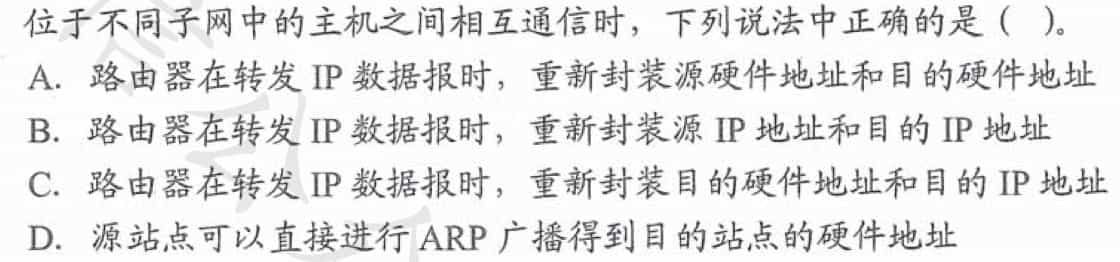 位于不同子网中的主机之间相互通信时，下列说法中正确的是（ ）。
A. 路由器在转发 IP 数据报时，重新封装源硬件地址和目的硬件地址
B. 路由器在转发 IP 数据报时，重新封装源 IP 地址和目的 IP 地址
C. 路由器在转发 IP 数据报时，重新封装目的硬件地址和目的 IP 地址
D. 源站点可以直接进行 ARP 广播得到目的站点的硬件地址